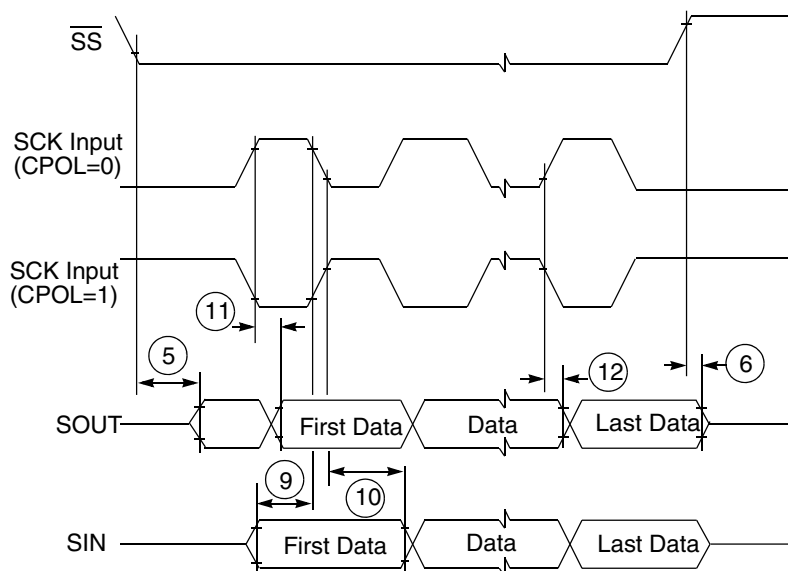 SS
SCK Input
(CPOL=0)
SCK Input
(CPOL=1)
11
5
12
6
SOUT
First Data
Data
Last Data
9
10
SIN
First Data
Data
Last Data